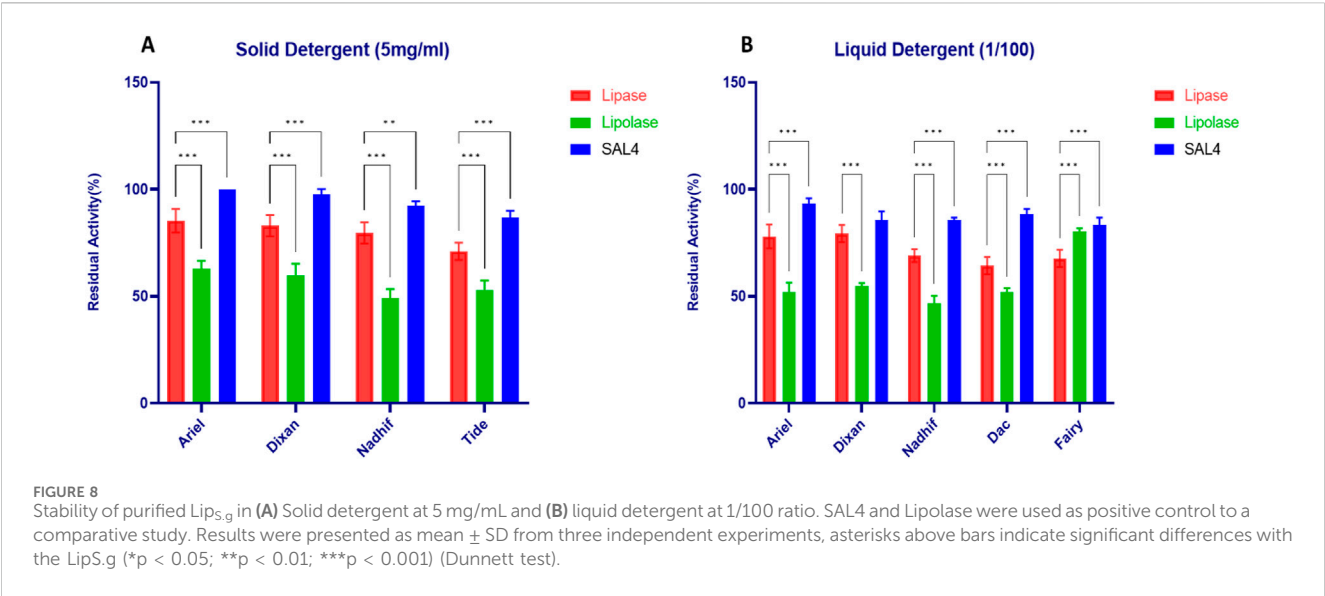 A
Solid Detergent (5mg/ml)
150
100
50
0
Residual Activity(%)
***
***
***
***
**
***
***
***
Lipase
Lipolase
SAL4
Ariel
Dixan
Nadhif
Tide
B
Liquid Detergent (1/100)
150
100
50
0
Residual Activity(%)
***
***
***
***
***
***
***
***
***
Lipase
Lipolase
SAL4
Ariel
Dixan
Nadhif
Dac
Fairy
FIGURE 8
Stability of purified LipS.g in (A) Solid detergent at 5 mg/mL and (B) liquid detergent at 1/100 ratio. SAL4 and Lipolase were used as positive control to a
comparative study. Results were presented as mean ± SD from three independent experiments, asterisks above bars indicate significant differences with
the LipS.g (*p < 0.05; **p < 0.01; ***p < 0.001) (Dunnett test).